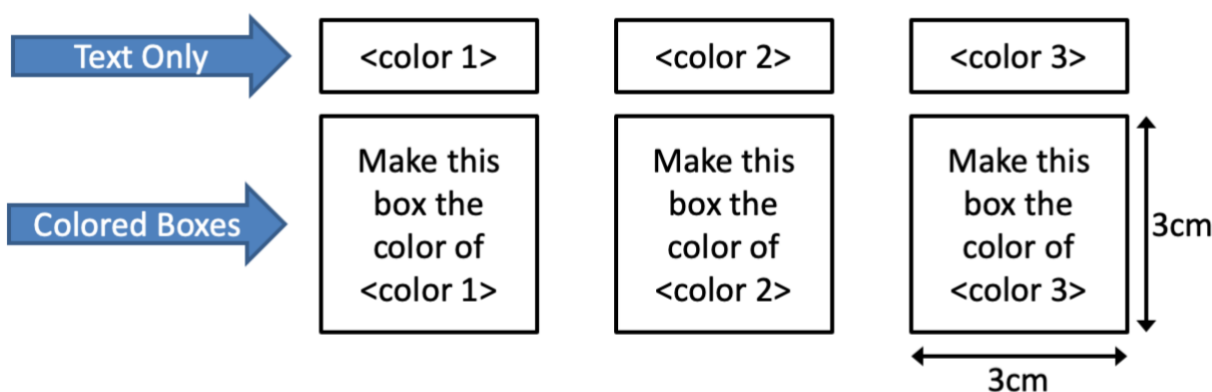 Text Only
<color 1>
<color 2>
<color 3>
Colored Boxes
Make this
box the
color of
<color 1>
Make this
box the
color of
<color 2>
Make this
box the
color of
<color 3>
3cm
3cm